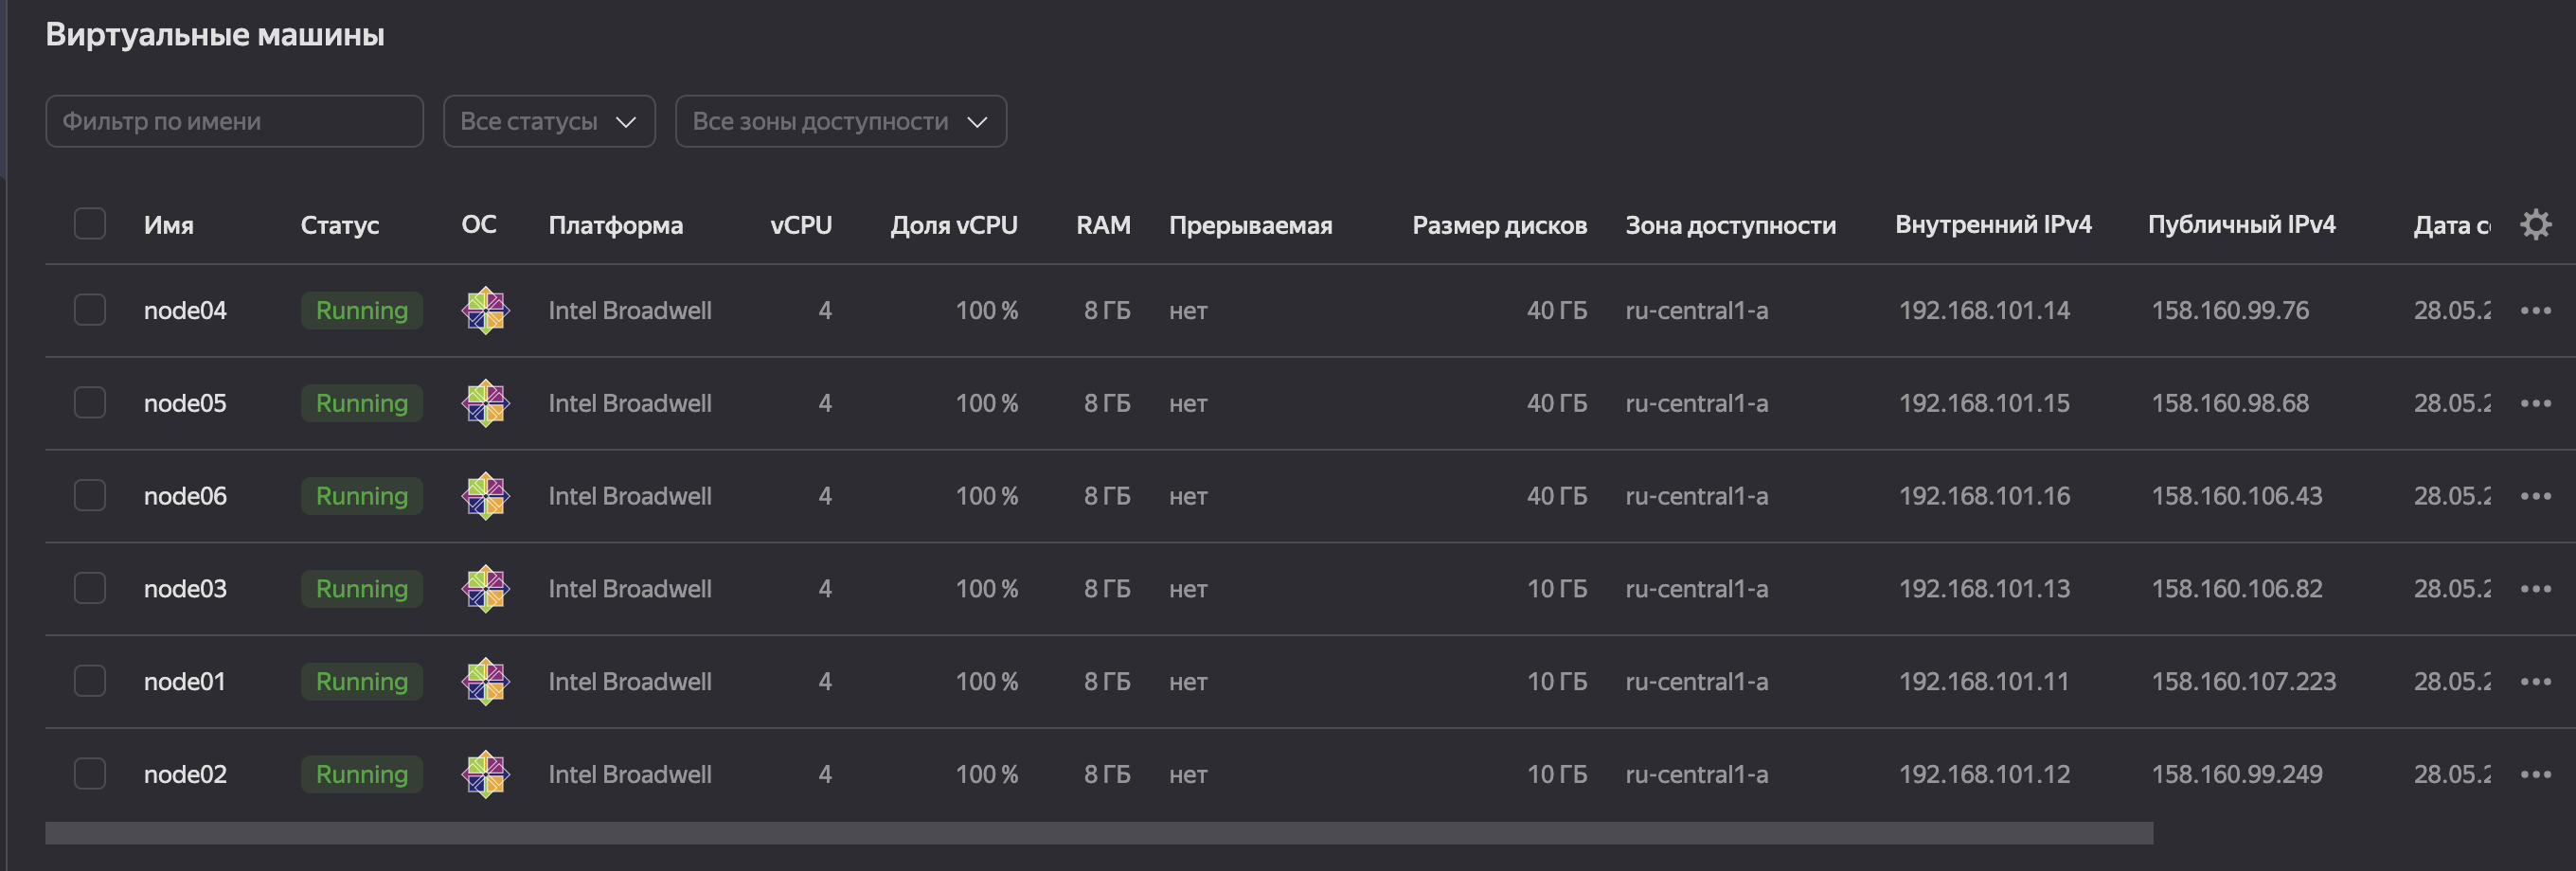 Виртуальные машины
Фильтр по имени Все статусы Все зоны доступности
Имя Статус ОС Платформа vCPU Доля vCPU RAM Прерываемая Размер дисков Зона доступности Внутренний IPv4 Публичный IPv4 Дата
node04 Running Intel Broadwell 4 100 % 8 ГБ нет 40 ГБ ru-central1-a 192.168.101.14 158.160.99.76 28.05.2
node05 Running Intel Broadwell 4 100 % 8 ГБ нет 40 ГБ ru-central1-a 192.168.101.15 158.160.98.68 28.05.2
node06 Running Intel Broadwell 4 100 % 8 ГБ нет 40 ГБ ru-central1-a 192.168.101.16 158.160.106.43 28.05.2
node03 Running Intel Broadwell 4 100 % 8 ГБ нет 10 ГБ ru-central1-a 192.168.101.13 158.160.106.82 28.05.2
node01 Running Intel Broadwell 4 100 % 8 ГБ нет 10 ГБ ru-central1-a 192.168.101.11 158.160.107.223 28.05.2
node02 Running Intel Broadwell 4 100 % 8 ГБ нет 10 ГБ ru-central1-a 192.168.101.12 158.160.99.249 28.05.2